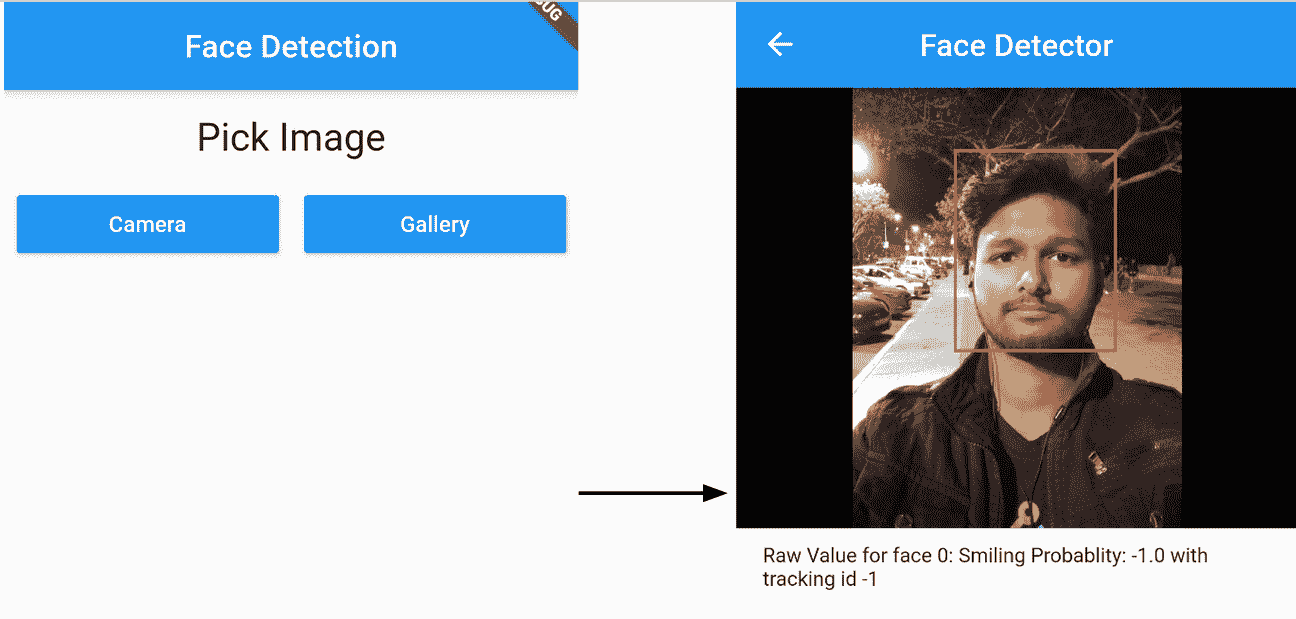 Face Detection
Pick Image
Camera
Gallery
Face Detector
Raw Value for face 0: Smiling Probablity: -1.0 with
tracking id -1